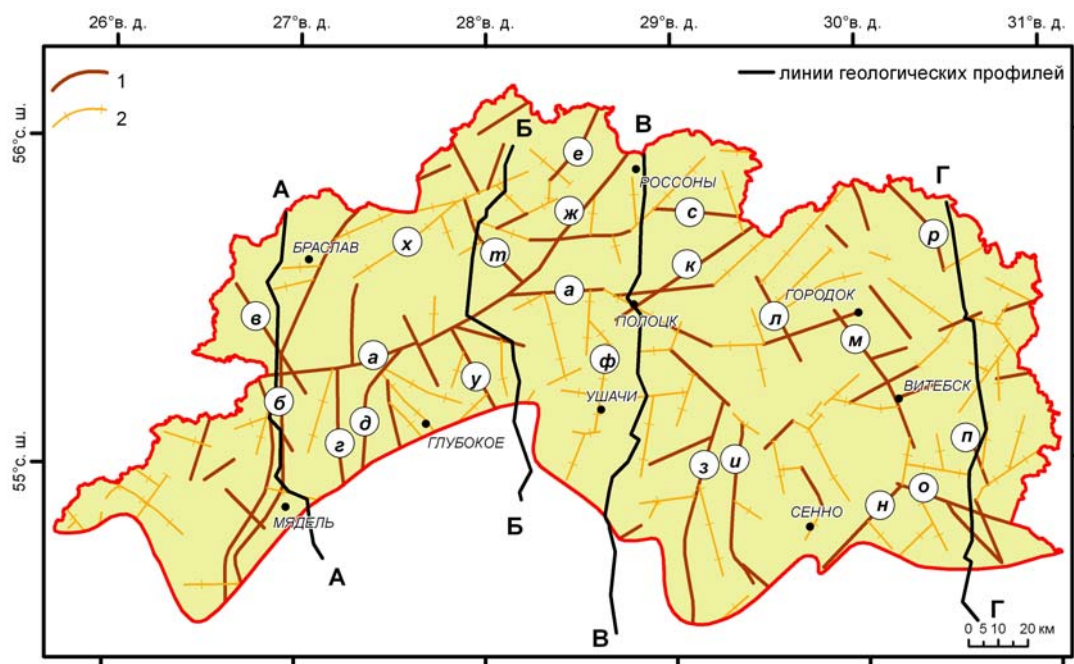 26°в. д.
27°в. д.
28°в. д.
29°в. д.
30°в. д.
31°в. д.
1
2
линии геологических профилей
56°с. ш.
55°с. ш.
А
Б
В
Г
е
РОССОНЫ
ж
с
р
х
т
БРАСЛАВ
к
а
в
ПОЛОЦК
л
ГОРОДОК
м
а
ф
у
УШАЧИ
ВИТЕБСК
б
д
г
ГЛУБОКОЕ
п
з
и
о
н
МЯДЕЛЬ
СЕННО
Б
А
В
Г
0 5 10 20 км